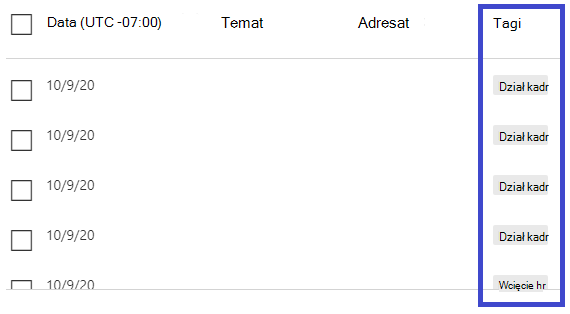 Data (UTC -07:00) Temat Adresat Tagi
10/9/20 Dział kadr
10/9/20 Dział kadr
10/9/20 Dział kadr
10/9/20 Dział kadr
10/9/20 Wcięcie hr